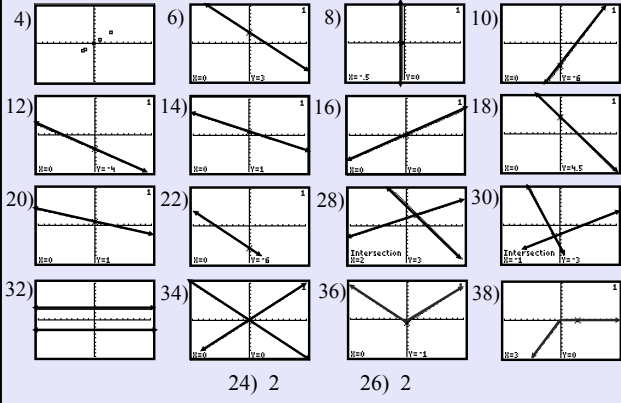 4) 6) 1 8) 1 10) 1
X=0 Y=3 X=-.5 Y=0 X=0 Y=-6
12) 1 14) 1 16) 1 18) 1
X=0 Y=-4 X=0 Y=1 X=0 Y=0 X=0 Y=4.5
20) 1 22) 1 28) 1 30) 1
X=0 Y=1 X=0 Y=-6 Intersection X=2 Y=3 Intersection X=-1 Y=-3
32) 34) 36) 38) 1
X=0 Y=0 X=0 Y=-1 X=3 Y=0
24) 2 26) 2